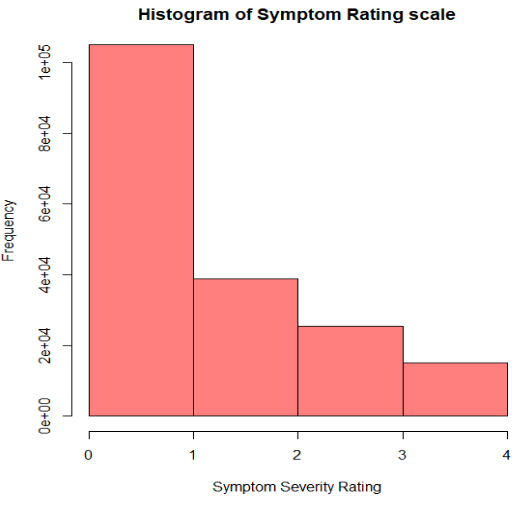 Histogram of Symptom Rating scale
Frequency
1e+05
8e+04
6e+04
4e+04
2e+04
0e+00
0 1 2 3 4
Symptom Severity Rating